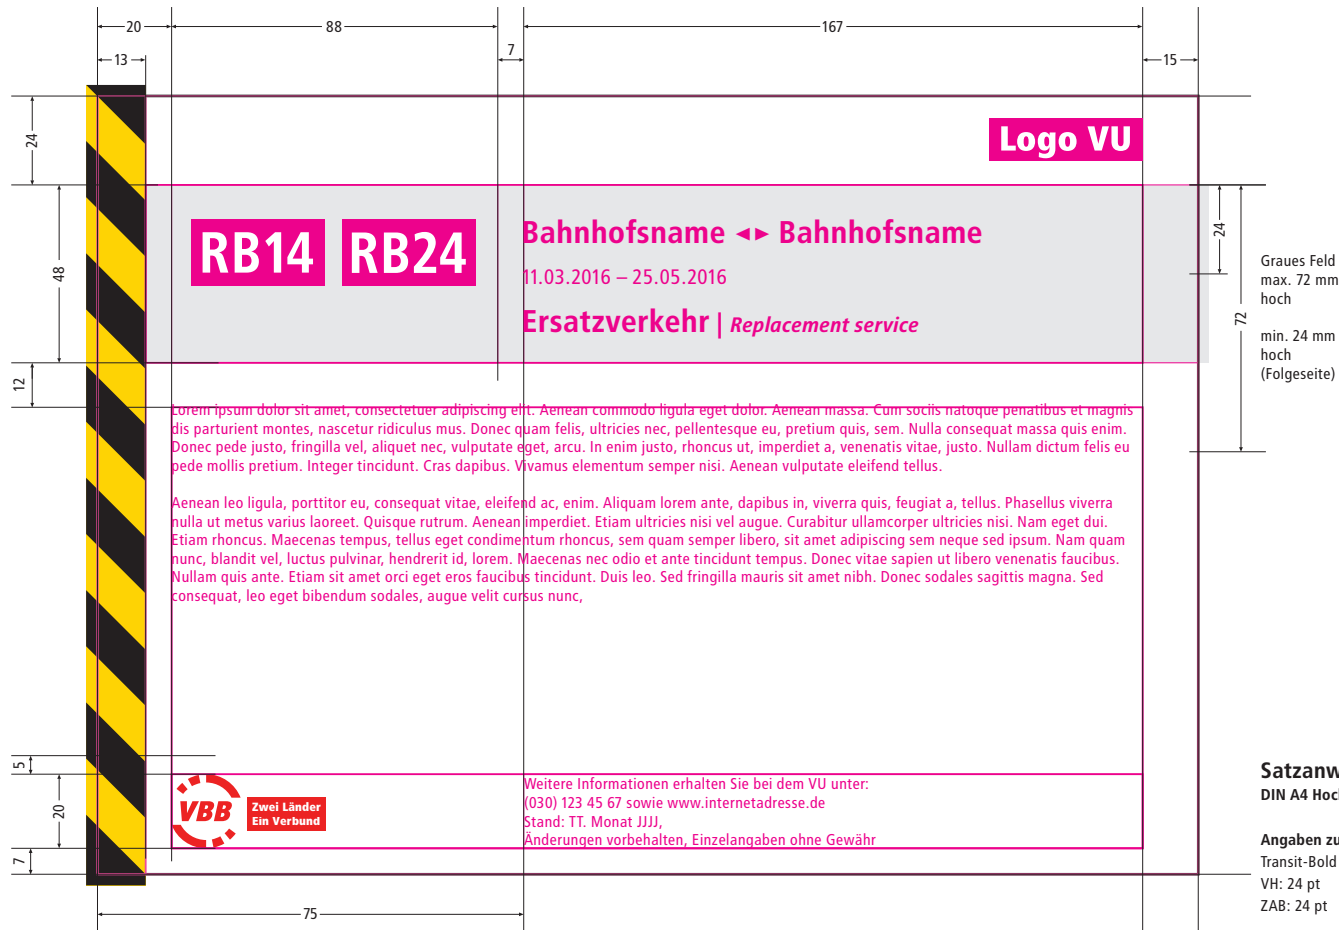 20
88
167
13
7
15
24
Logo VU
RB14 RB24
Bahnhofsname ◄► Bahnhofsname
11.03.2016 – 25.05.2016
Ersatzverkehr | Replacement service
48
24
72
Graues Feld
max. 72 mm
hoch
min. 24 mm
hoch
(Folgeseite)
12
Lorem ipsum dolor sit amet, consectetuer adipiscing elit. Aenean commodo ligula eget dolor. Aenean massa. Cum sociis natoque penatibus et magnis
dis parturient montes, nascetur ridiculus mus. Donec quam felis, ultricies nec, pellentesque eu, pretium quis, sem. Nulla consequat massa quis enim.
Donec pede justo, fringilla vel, aliquet nec, vulputate eget, arcu. In enim justo, rhoncus ut, imperdiet a, venenatis vitae, justo. Nullam dictum felis eu
pede mollis pretium. Integer tincidunt. Cras dapibus. Vivamus elementum semper nisi. Aenean vulputate eleifend tellus.
Aenean leo ligula, porttitor eu, consequat vitae, eleifend ac, enim. Aliquam lorem ante, dapibus in, viverra quis, feugiat a, tellus. Phasellus viverra
nulla ut metus varius laoreet. Quisque rutrum. Aenean imperdiet. Etiam ultricies nisi vel augue. Curabitur ullamcorper ultricies nisi. Nam eget dui.
Etiam rhoncus. Maecenas tempus, tellus eget condimentum rhoncus, sem quam semper libero, sit amet adipiscing sem neque sed ipsum. Nam quam
nunc, blandit vel, luctus pulvinar, hendrerit id, lorem. Maecenas nec odio et ante tincidunt tempus. Donec vitae sapien ut libero venenatis faucibus.
Nullam quis ante. Etiam sit amet orci eget eros faucibus tincidunt. Duis leo. Sed fringilla mauris sit amet nibh. Donec sodales sagittis magna. Sed
consequat, leo eget bibendum sodales, augue velit cursus nunc,
5
20
7
VBB
Zwei Länder
Ein Verbund
Weitere Informationen erhalten Sie bei dem VU unter:
(030) 123 45 67 sowie www.internetadresse.de
Stand: TT. Monat JJJJ,
Änderungen vorbehalten, Einzelangaben ohne Gewähr
75
Satzanw
DIN A4 Hoc
Angaben zu
Transit-Bold
VH: 24 pt
ZAB: 24 pt